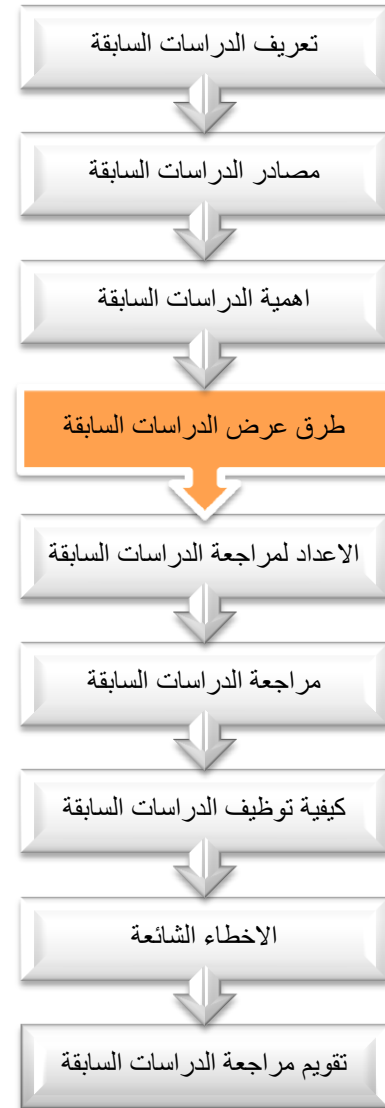 تعريف الدراسات السابقة
مصادر الدراسات السابقة
اهمية الدراسات السابقة
طرق عرض الدراسات السابقة
الاعداد لمراجعة الدراسات السابقة
مراجعة الدراسات السابقة
كيفية توظيف الدراسات السابقة
الاخطاء الشائعة
تقويم مراجعة الدراسات السابقة